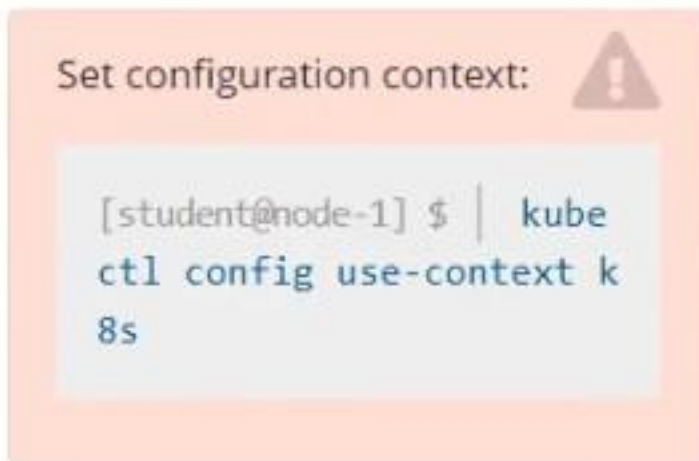 Set configuration context:
[student@node-1] $ | kube
ctl config use-context k
8s